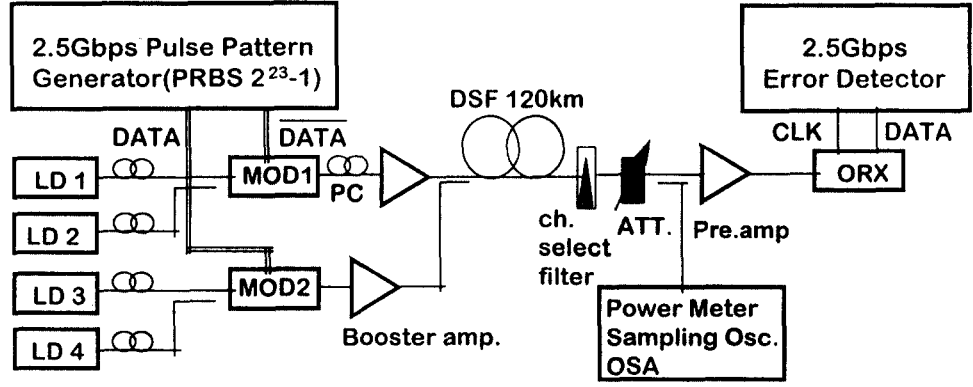 2.5Gbps Pulse Pattern
Generator(PRBS 2²³-1)
2.5Gbps
Error Detector
DSF 120km
DATA
DATA
CLK
DATA
LD 1
MOD1
PC
ORX
LD 2
ch.
select
filter
ATT.
Pre.amp
LD 3
MOD2
LD 4
Booster amp.
Power Meter
Sampling Osc.
OSA